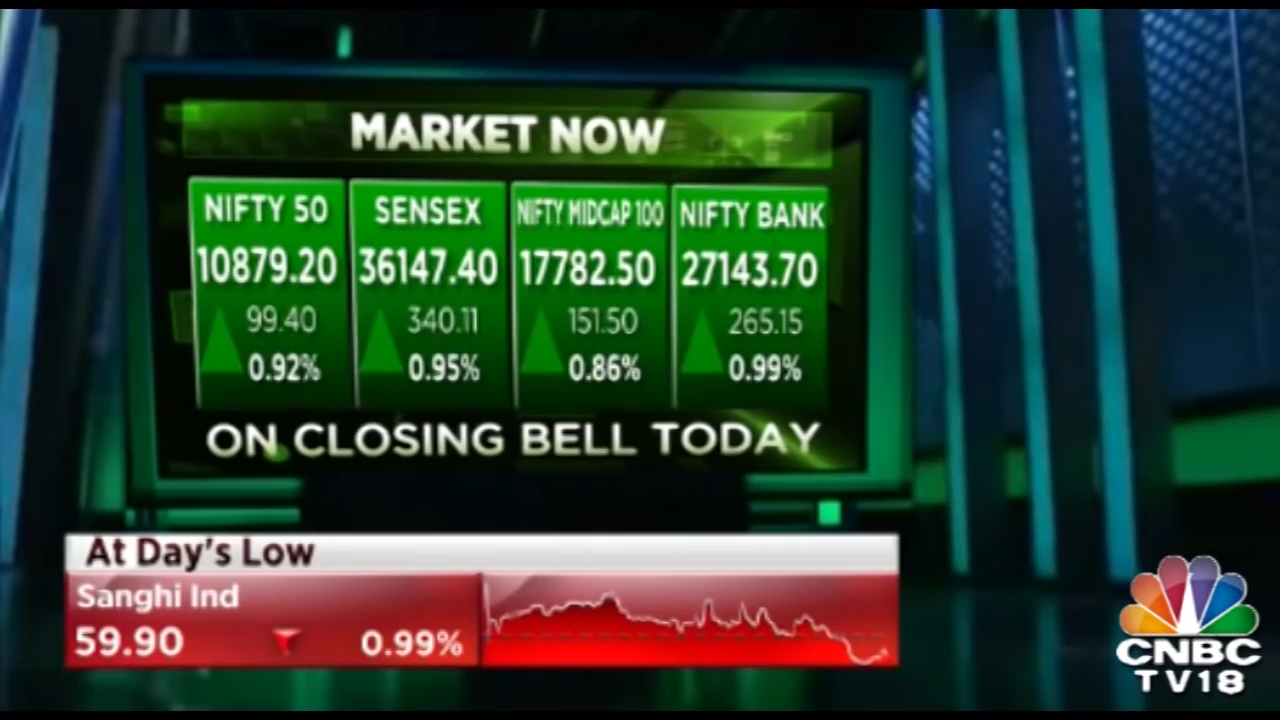 MARKET NOW
NIFTY 50
10879.20
99.40
0.92%
SENSEX
36147.40
340.11
0.95%
NIFTY MIDCAP 100
17782.50
151.50
0.86%
NIFTY BANK
27143.70
265.15
0.99%
ON CLOSING BELL TODAY
At Day's Low
Sanghi Ind
59.90 0.99%
CNBC
TV18